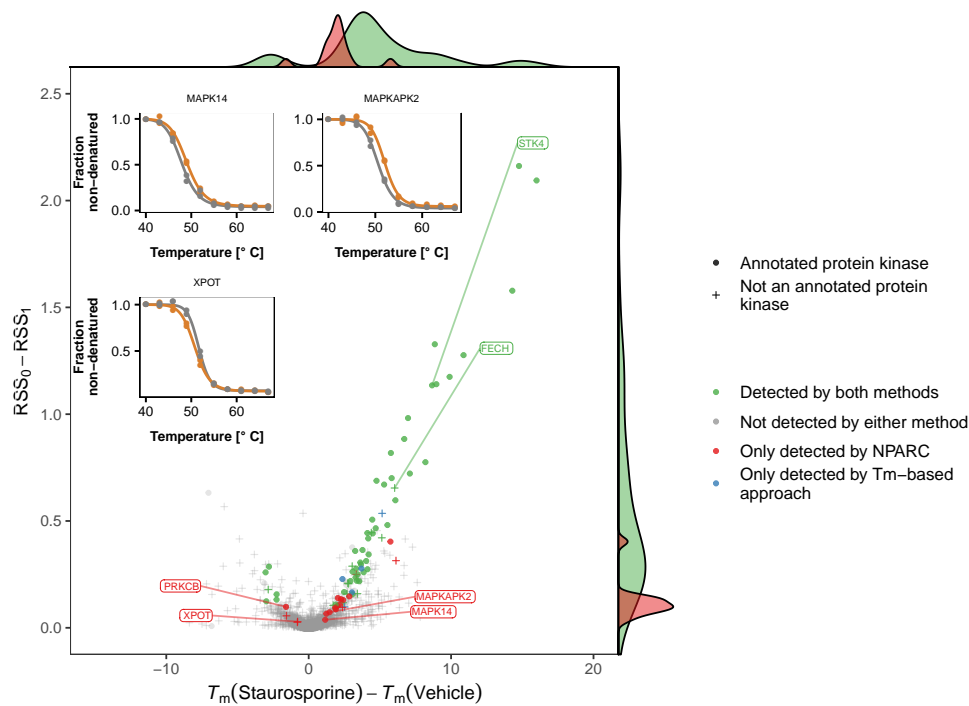 2.5
2.0
1.5
1.0
0.5
0.0
RSS0 − RSS1
−10
0
10
20
Tm(Staurosporine) − Tm(Vehicle)
MAPK14
Fraction
non−denatured
1.0
0.5
0.0
40
50
60
Temperature [° C]
MAPKAPK2
Fraction
non−denatured
1.0
0.5
0.0
40
50
60
Temperature [° C]
XPOT
Fraction
non−denatured
1.0
0.5
40
50
60
Temperature [° C]
STK4
FECH
PRKCB
XPOT
MAPKAPK2
MAPK14
Annotated protein kinase
Not an annotated protein
kinase
Detected by both methods
Not detected by either method
Only detected by NPARC
Only detected by Tm−based
approach